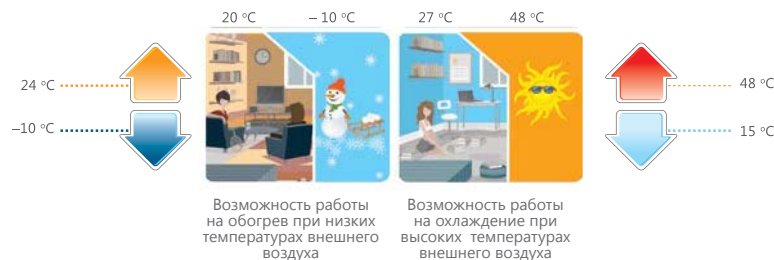 20 °C – 10 °C 27 °C 48 °C
24 °C
–10 °C
48 °C
15 °C
Возможность работы
на обогрев при низких
температурах внешнего
воздуха
Возможность работы
на охлаждение при
высоких температурах
внешнего воздуха